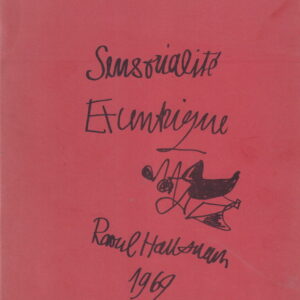 Sensorialité
Excentrique
Raoul Hausmann
1969